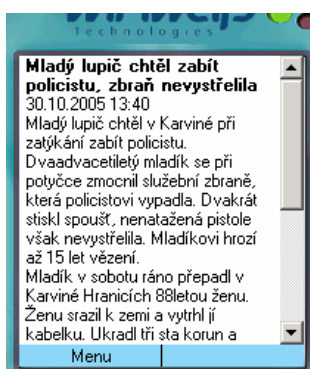 Technologies
Mladý lupič chtěl zabít
policistu, zbraň nevystřelila
30.10.2005 13:40
Mladý lupič chtěl v Karviné při
zatýkání zabít policistu.
Dvaadvacetiletý mladík se při
potyčce zmocnil služební zbraně,
která policistovi vypadla. Dvakrát
stiskl spoušť, nenatažená pistole
však nevystřelila. Mladíkovi hrozí
až 15 let vězení.
Mladík v sobotu ráno přepadl v
Karviné Hranicích 88letou ženu.
Ženu srazil k zemi a vytrhl jí
kabelku. Ukradl tři sta korun a
Menu